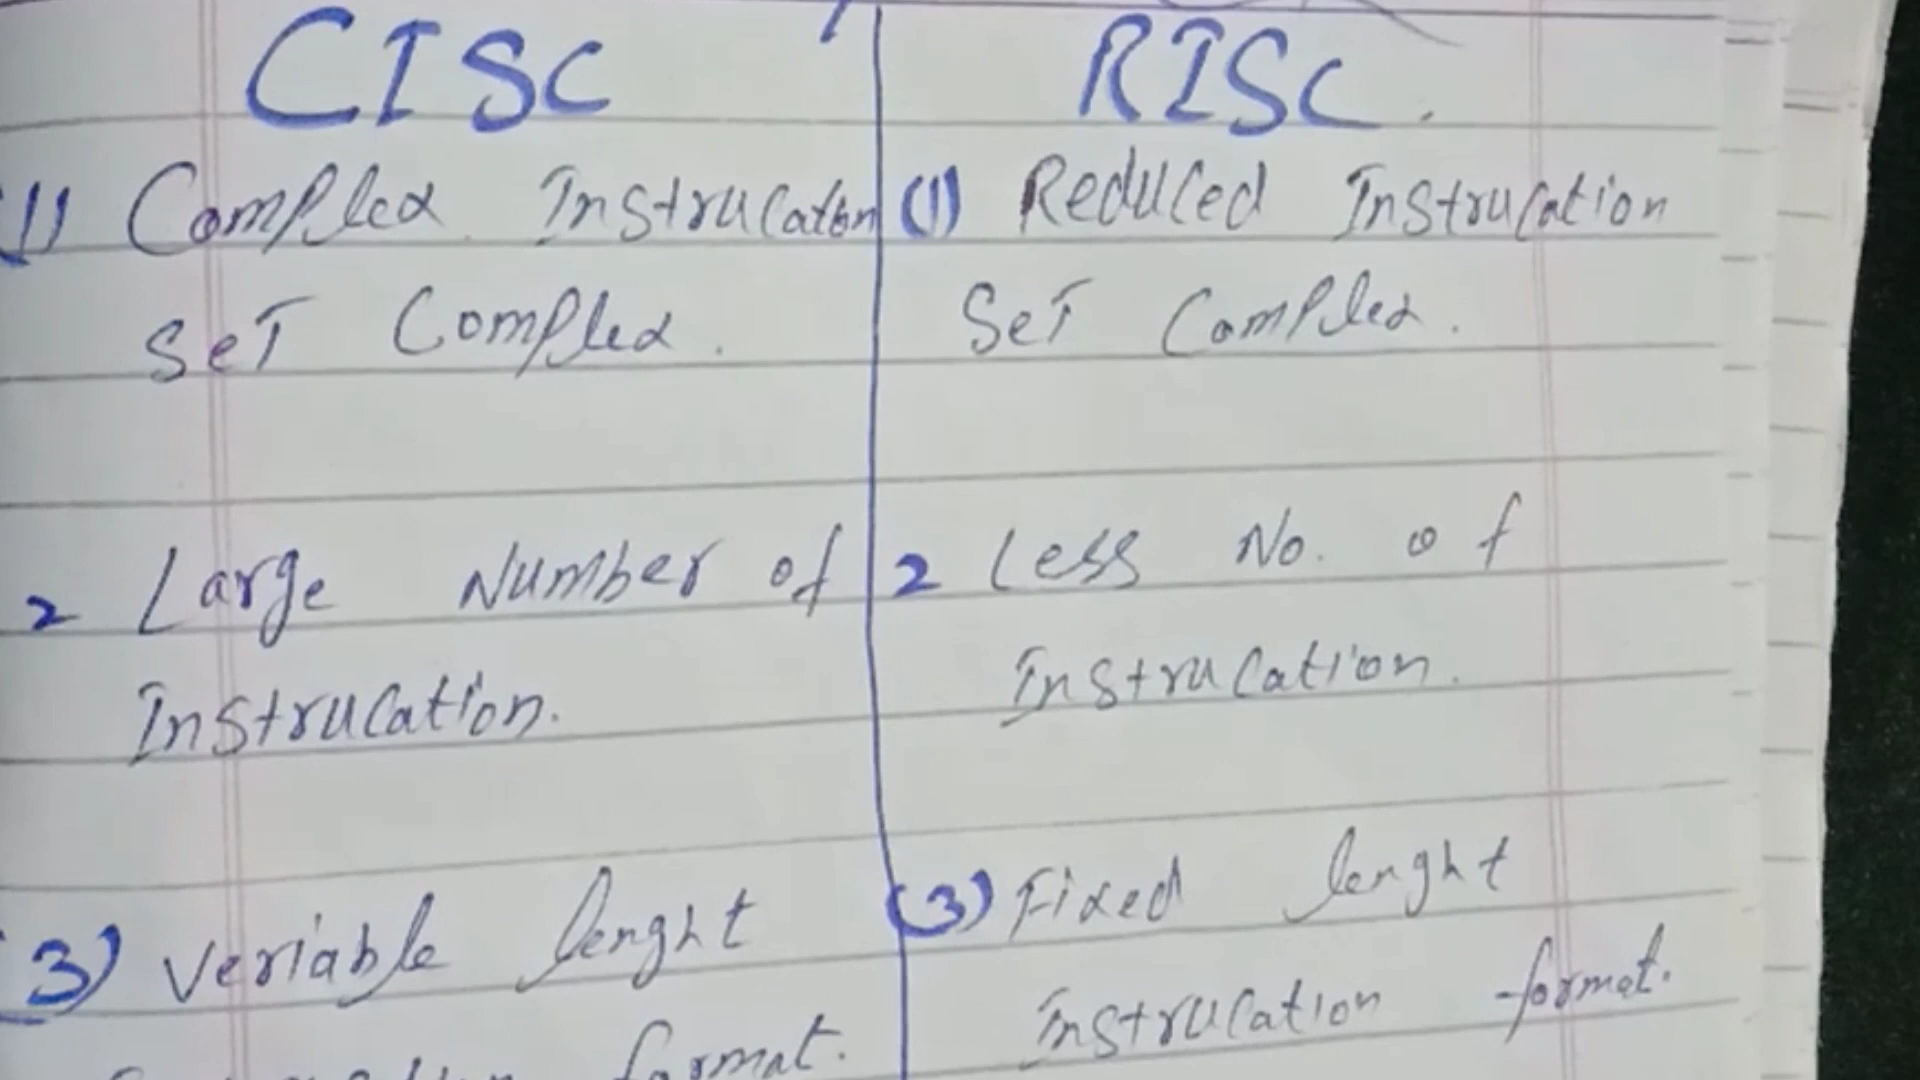 CISC
RISC.
(1) Complex Instrucation
Set Complex.
(1) Reduced Instrucation
Set Complex.
2 Large Number of
Instrucation.
2 Less No. of
Instrucation.
(3) Veriable lenght
format.
(3) Fixed lenght
Instrucation format.